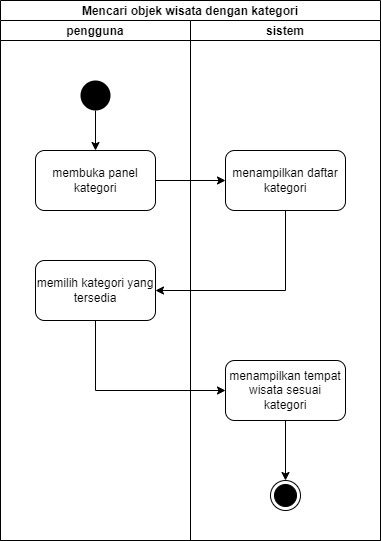 Mencari objek wisata dengan kategori
pengguna
sistem
membuka panel
kategori
menampilkan daftar
kategori
memilih kategori yang
tersedia
menampilkan tempat
wisata sesuai
kategori